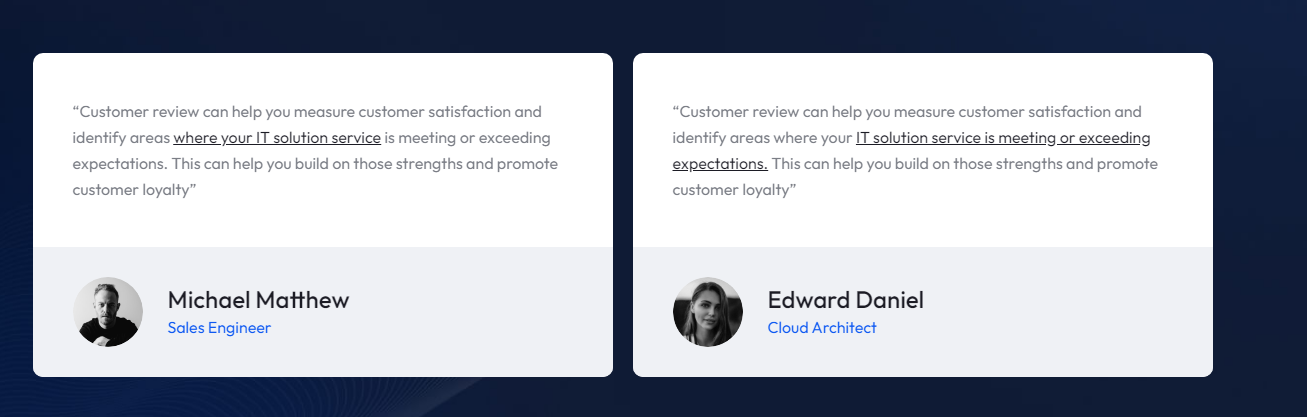 “Customer review can help you measure customer satisfaction and
identify areas where your IT solution service is meeting or exceeding
expectations. This can help you build on those strengths and promote
customer loyalty”
Michael Matthew
Sales Engineer
“Customer review can help you measure customer satisfaction and
identify areas where your IT solution service is meeting or exceeding
expectations. This can help you build on those strengths and promote
customer loyalty”
Edward Daniel
Cloud Architect